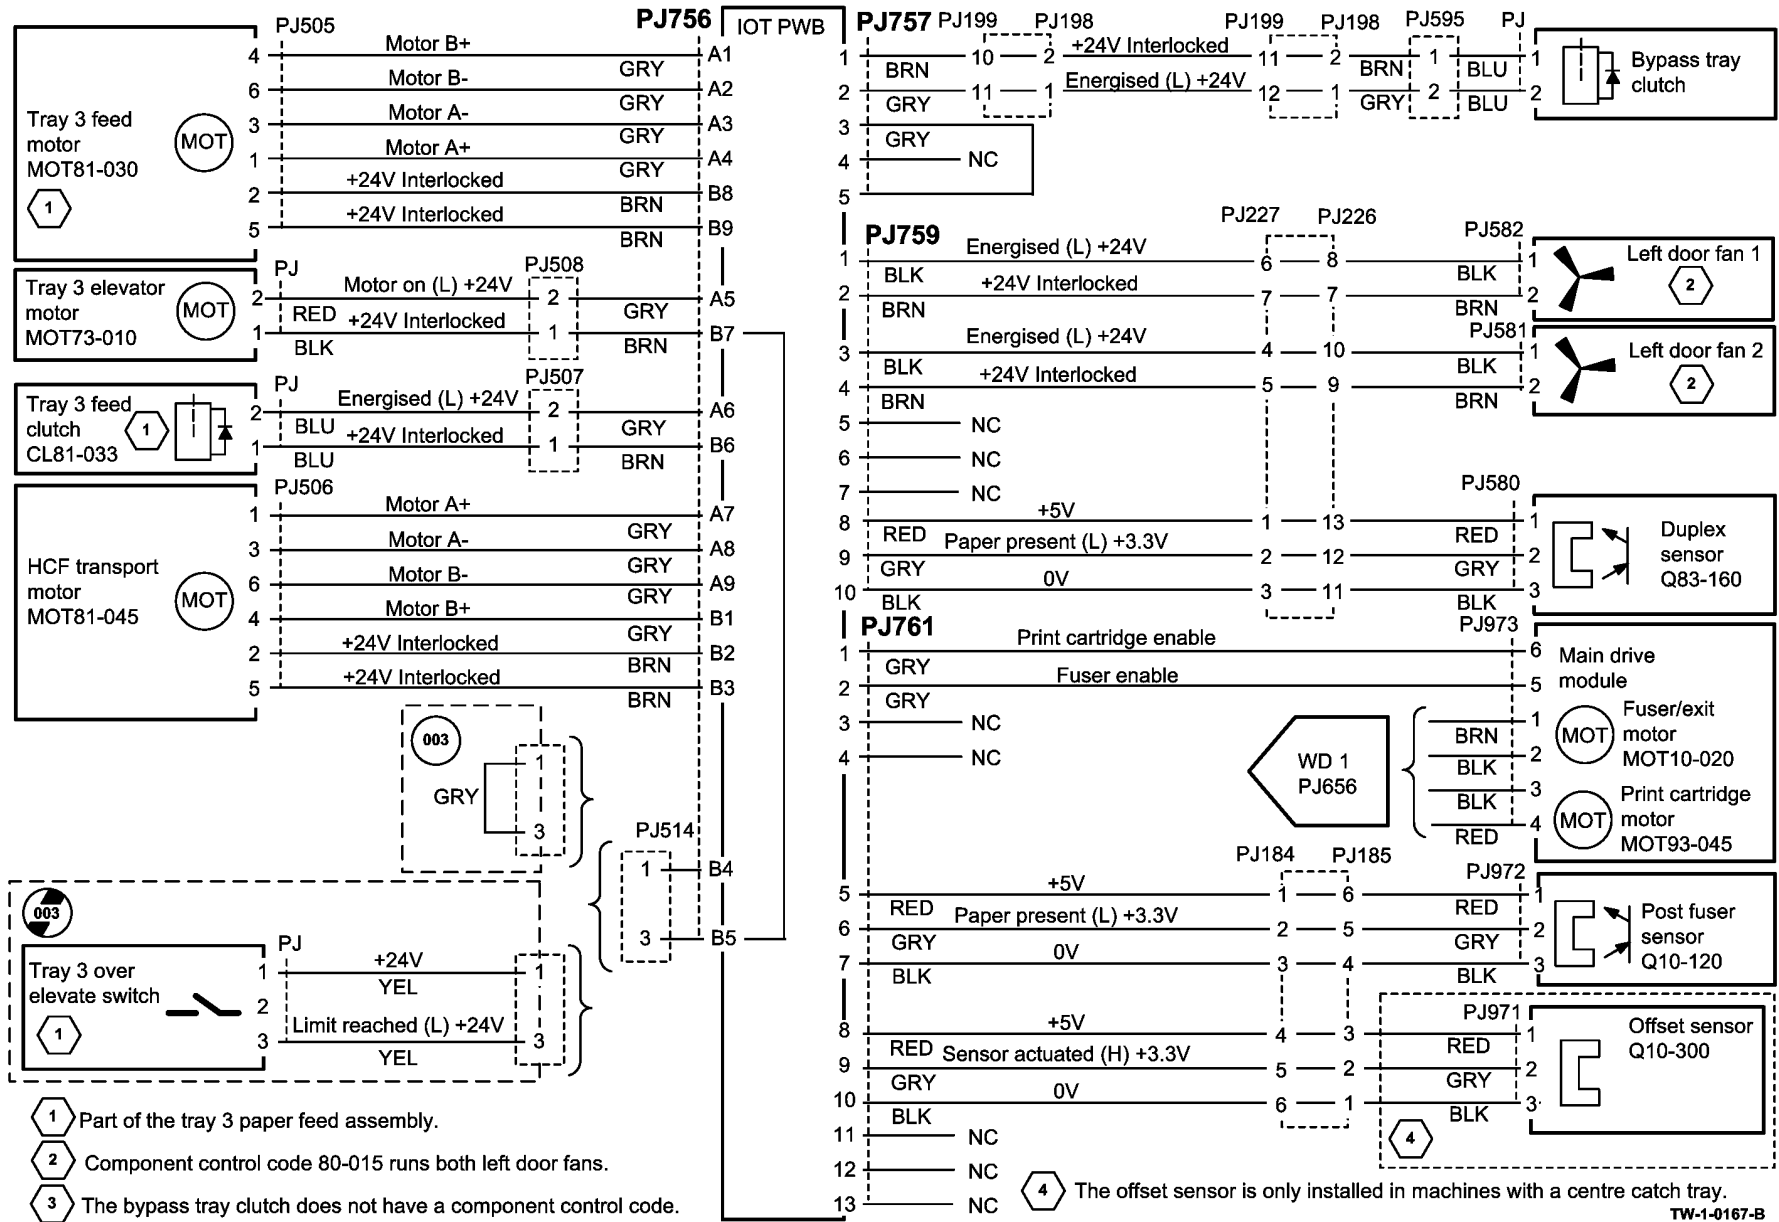 PJ756
IOT PWB
PJ505
Tray 3 feed
motor
MOT81-030
1
MOT
4 Motor B+ GRY A1
6 Motor B- GRY A2
3 Motor A- GRY A3
1 Motor A+ GRY A4
2 +24V Interlocked BRN B8
5 +24V Interlocked BRN B9
Tray 3 elevator
motor
MOT73-010
MOT
PJ PJ508
2 RED Motor on (L) +24V 2 GRY A5
1 BLK +24V Interlocked 1 BRN B7
Tray 3 feed
clutch
CL81-033
1
PJ PJ507
2 BLU Energised (L) +24V 2 GRY A6
1 BLU +24V Interlocked 1 BRN B6
HCF transport
motor
MOT81-045
MOT
PJ506
1 Motor A+ GRY A7
3 Motor A- GRY A8
6 Motor B- GRY A9
4 Motor B+ GRY B1
2 +24V Interlocked BRN B2
5 +24V Interlocked BRN B3
003
GRY
1
3
PJ514
1 B4
3 B5
003
Tray 3 over
elevate switch
1
PJ
1 +24V YEL 1
2
3 Limit reached (L) +24V YEL 3
1 Part of the tray 3 paper feed assembly.
2 Component control code 80-015 runs both left door fans.
3 The bypass tray clutch does not have a component control code.
PJ757 PJ199 PJ198 PJ199 PJ198 PJ595 PJ
1 BRN 10 2 +24V Interlocked 11 2 BRN 1 BLU 1
2 GRY 11 1 Energised (L) +24V 12 1 GRY 2 BLU 2
3 GRY
4 NC
5
Bypass tray
clutch
PJ759 PJ227 PJ226 PJ582
1 BLK Energised (L) +24V 6 8 BLK 1
2 BRN +24V Interlocked 7 7 BRN 2
Left door fan 1
2
PJ581
3 BLK Energised (L) +24V 4 10 BLK 1
4 BRN +24V Interlocked 5 9 BRN 2
Left door fan 2
2
5 NC
6 NC
7 NC
PJ580
8 RED +5V 1 13 RED 1
9 GRY Paper present (L) +3.3V 2 12 GRY 2
10 BLK 0V 3 11 BLK 3
Duplex
sensor
Q83-160
PJ761 PJ973
1 GRY Print cartridge enable 6
2 GRY Fuser enable 5
3 NC
4 NC
Main drive
module
WD 1
PJ656
BRN 1
BLK 2
BLK 3
RED 4
MOT
Fuser/exit
motor
MOT10-020
MOT
Print cartridge
motor
MOT93-045
PJ184 PJ185 PJ972
5 RED +5V 1 6 RED 1
6 GRY Paper present (L) +3.3V 2 5 GRY 2
7 BLK 0V 3 4 BLK 3
Post fuser
sensor
Q10-120
PJ971
8 RED +5V 4 3 RED 1
9 GRY Sensor actuated (H) +3.3V 5 2 GRY 2
10 BLK 0V 6 1 BLK 3
Offset sensor
Q10-300
4
11 NC
12 NC
13 NC
4 The offset sensor is only installed in machines with a centre catch tray.
TW-1-0167-B